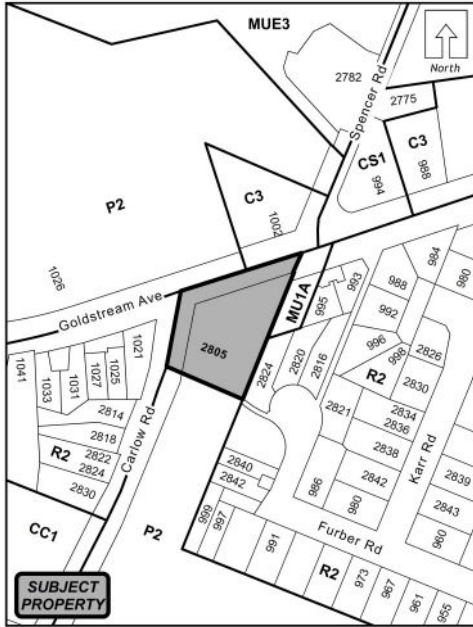 MUE3
North
2782
Spencer Rd
2775
CS1
994
C3
988
P2
C3
1002
1026
Goldstream Ave
MU1A
995
993
984
980
988
992
996
998
2826
R2
2830
2805
2824
2820
2816
1041
1033
1031
1027
1025
1021
2814
2818
R2
2822
2824
2830
Carlow Rd
2821
2834
2836
2838
2842
Karr Rd
2839
2843
960
2840
2842
986
980
999
997
991
Furber Rd
R2
973
967
961
955
CC1
P2
SUBJECT
PROPERTY